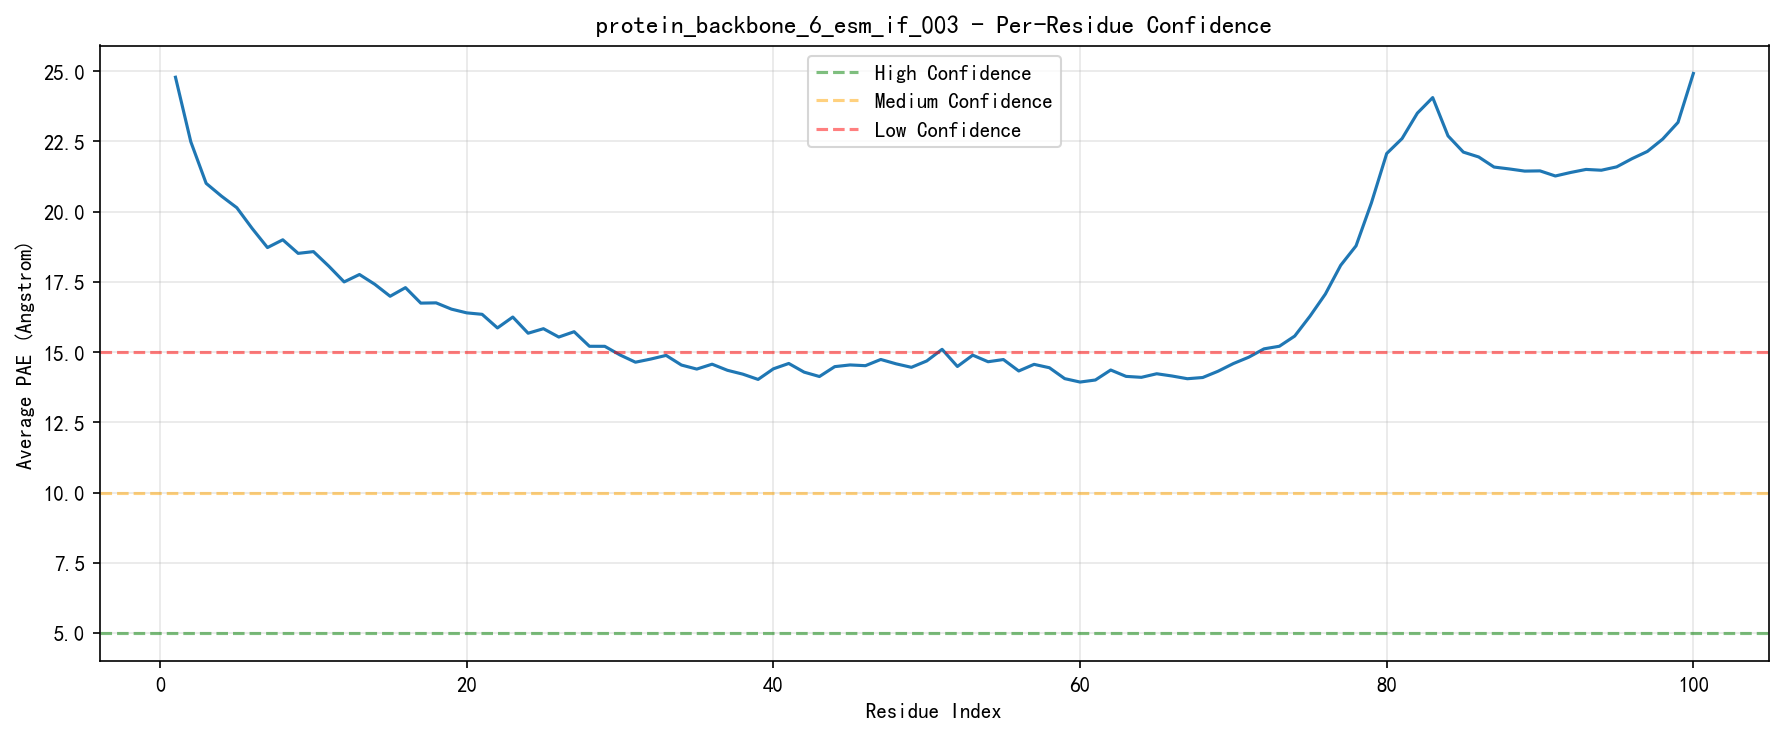 protein_backbone_6_esm_if_003 - Per-Residue Confidence
High Confidence
Medium Confidence
Low Confidence
Average PAE (Angstrom)
25.0
22.5
20.0
17.5
15.0
12.5
10.0
7.5
5.0
0 20 40 60 80 100
Residue Index